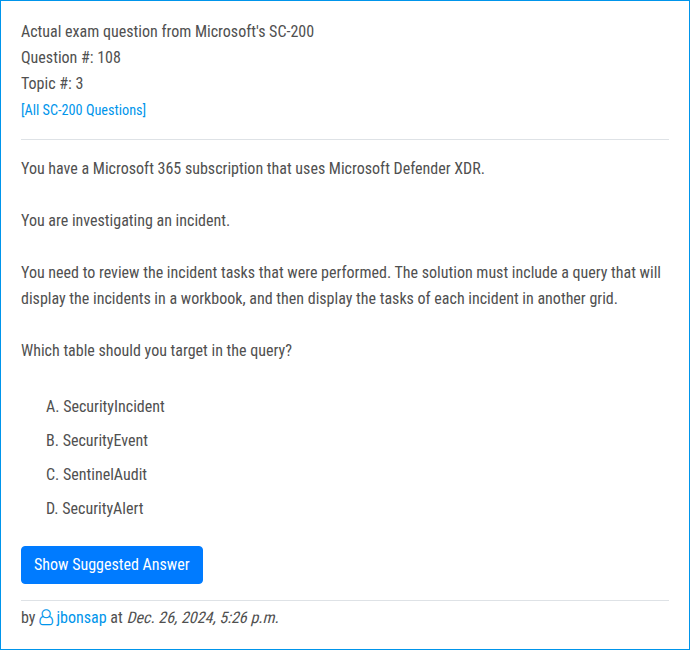 Actual exam question from Microsoft's SC-200
Question #: 108
Topic #: 3
[All SC-200 Questions]
You have a Microsoft 365 subscription that uses Microsoft Defender XDR.
You are investigating an incident.
You need to review the incident tasks that were performed. The solution must include a query that will
display the incidents in a workbook, and then display the tasks of each incident in another grid.
Which table should you target in the query?
A. SecurityIncident
B. SecurityEvent
C. SentinelAudit
D. SecurityAlert
Show Suggested Answer
by jbonsap at Dec. 26, 2024, 5:26 p.m.